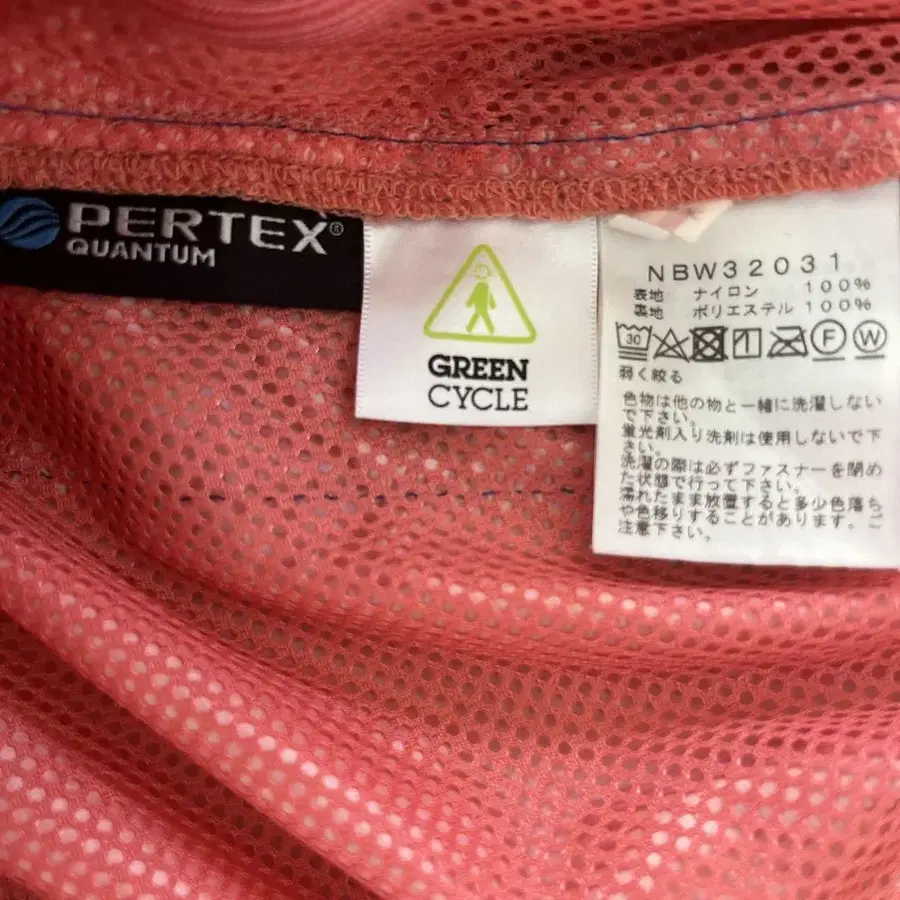 PERTEX®
QUANTUM
GREEN
CYCLE
NBW32031
表地 ナイロン 100%
裏地 ポリエステル 100%
30 F W
弱く絞る
色物は他の物と一緒に洗濯しない
で下さい。
蛍光剤入り洗剤は使用しないで下
さい。
洗濯の際は必ずファスナーを閉め
た状態で行って下さい。
濡れたまま放置すると多少色落ち
や色移りすることがあります。ご
注意下さい。